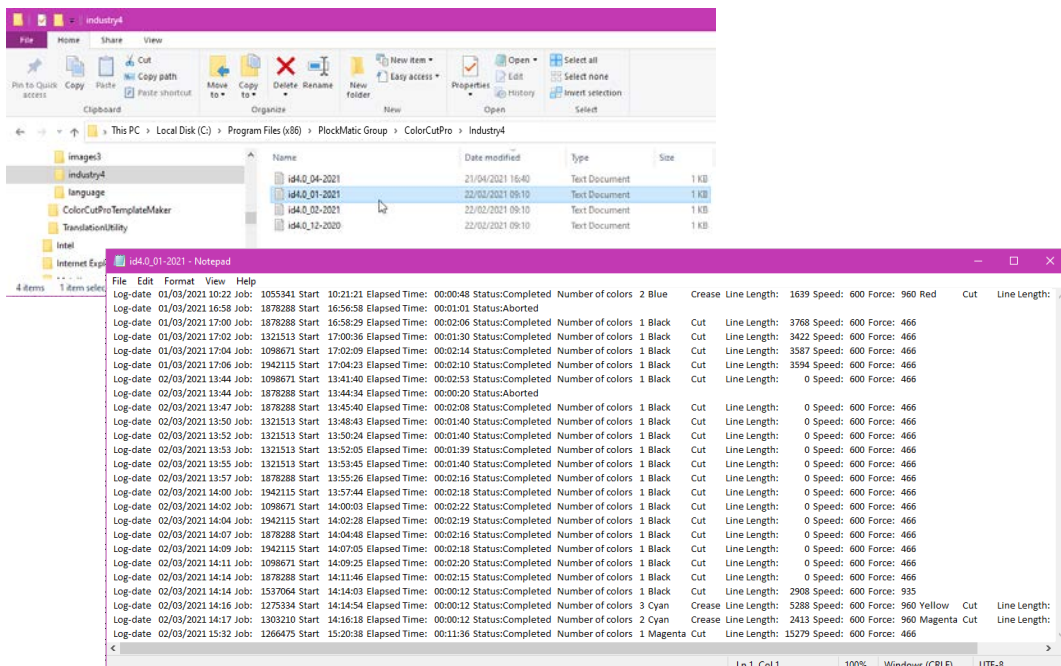 industry4
File Home Share View
Pin to Quick access
Copy
Paste
Cut
Copy path
Paste shortcut
Move to
Copy to
Delete
Rename
New folder
New item
Easy access
Properties
Open
Edit
History
Select all
Select none
Invert selection
Clipboard Organize New Open Select
This PC > Local Disk (C:) > Program Files (x86) > PlockMatic Group > ColorCutPro > Industry4
images3
industry4
language
ColorCutProTemplateMaker
TranslationUtility
Intel
Internet Expl
Name Date modified Type Size
id4.0_04-2021 21/04/2021 16:40 Text Document 1 KB
id4.0_01-2021 22/02/2021 09:10 Text Document 1 KB
id4.0_02-2021 22/02/2021 09:10 Text Document 1 KB
id4.0_12-2020 22/02/2021 09:10 Text Document 1 KB
4 items 1 item selec
id4.0_01-2021 - Notepad
File Edit Format View Help
Log-date 01/03/2021 10:22 Job: 1055341 Start 10:21:21 Elapsed Time: 00:00:48 Status:Completed Number of colors 2 Blue Crease Line Length: 1639 Speed: 600 Force: 960 Red Cut Line Length:
Log-date 01/03/2021 16:58 Job: 1878288 Start 16:56:58 Elapsed Time: 00:01:01 Status:Aborted
Log-date 01/03/2021 17:00 Job: 1878288 Start 16:58:29 Elapsed Time: 00:02:06 Status:Completed Number of colors 1 Black Cut Line Length: 3768 Speed: 600 Force: 466
Log-date 01/03/2021 17:02 Job: 1321513 Start 17:00:36 Elapsed Time: 00:01:30 Status:Completed Number of colors 1 Black Cut Line Length: 3422 Speed: 600 Force: 466
Log-date 01/03/2021 17:04 Job: 1098671 Start 17:02:09 Elapsed Time: 00:02:14 Status:Completed Number of colors 1 Black Cut Line Length: 3587 Speed: 600 Force: 466
Log-date 01/03/2021 17:06 Job: 1942115 Start 17:04:23 Elapsed Time: 00:02:10 Status:Completed Number of colors 1 Black Cut Line Length: 3594 Speed: 600 Force: 466
Log-date 02/03/2021 13:44 Job: 1098671 Start 13:41:40 Elapsed Time: 00:02:53 Status:Completed Number of colors 1 Black Cut Line Length: 0 Speed: 600 Force: 466
Log-date 02/03/2021 13:44 Job: 1878288 Start 13:44:34 Elapsed Time: 00:00:20 Status:Aborted
Log-date 02/03/2021 13:47 Job: 1878288 Start 13:45:40 Elapsed Time: 00:02:08 Status:Completed Number of colors 1 Black Cut Line Length: 0 Speed: 600 Force: 466
Log-date 02/03/2021 13:50 Job: 1321513 Start 13:48:43 Elapsed Time: 00:01:40 Status:Completed Number of colors 1 Black Cut Line Length: 0 Speed: 600 Force: 466
Log-date 02/03/2021 13:52 Job: 1321513 Start 13:50:24 Elapsed Time: 00:01:40 Status:Completed Number of colors 1 Black Cut Line Length: 0 Speed: 600 Force: 466
Log-date 02/03/2021 13:53 Job: 1321513 Start 13:52:05 Elapsed Time: 00:01:39 Status:Completed Number of colors 1 Black Cut Line Length: 0 Speed: 600 Force: 466
Log-date 02/03/2021 13:55 Job: 1321513 Start 13:53:45 Elapsed Time: 00:01:40 Status:Completed Number of colors 1 Black Cut Line Length: 0 Speed: 600 Force: 466
Log-date 02/03/2021 13:57 Job: 1878288 Start 13:55:26 Elapsed Time: 00:02:16 Status:Completed Number of colors 1 Black Cut Line Length: 0 Speed: 600 Force: 466
Log-date 02/03/2021 14:00 Job: 1942115 Start 13:57:44 Elapsed Time: 00:02:18 Status:Completed Number of colors 1 Black Cut Line Length: 0 Speed: 600 Force: 466
Log-date 02/03/2021 14:02 Job: 1098671 Start 14:00:03 Elapsed Time: 00:02:22 Status:Completed Number of colors 1 Black Cut Line Length: 0 Speed: 600 Force: 466
Log-date 02/03/2021 14:04 Job: 1942115 Start 14:02:28 Elapsed Time: 00:02:19 Status:Completed Number of colors 1 Black Cut Line Length: 0 Speed: 600 Force: 466
Log-date 02/03/2021 14:07 Job: 1878288 Start 14:04:48 Elapsed Time: 00:02:16 Status:Completed Number of colors 1 Black Cut Line Length: 0 Speed: 600 Force: 466
Log-date 02/03/2021 14:09 Job: 1942115 Start 14:07:05 Elapsed Time: 00:02:18 Status:Completed Number of colors 1 Black Cut Line Length: 0 Speed: 600 Force: 466
Log-date 02/03/2021 14:11 Job: 1098671 Start 14:09:25 Elapsed Time: 00:02:20 Status:Completed Number of colors 1 Black Cut Line Length: 0 Speed: 600 Force: 466
Log-date 02/03/2021 14:14 Job: 1878288 Start 14:11:46 Elapsed Time: 00:02:15 Status:Completed Number of colors 1 Black Cut Line Length: 0 Speed: 600 Force: 466
Log-date 02/03/2021 14:14 Job: 1537064 Start 14:14:03 Elapsed Time: 00:00:12 Status:Completed Number of colors 1 Black Cut Line Length: 2908 Speed: 600 Force: 935
Log-date 02/03/2021 14:16 Job: 1275334 Start 14:14:54 Elapsed Time: 00:00:12 Status:Completed Number of colors 3 Cyan Crease Line Length: 5288 Speed: 600 Force: 960 Yellow Cut Line Length:
Log-date 02/03/2021 14:17 Job: 1303210 Start 14:16:18 Elapsed Time: 00:00:12 Status:Completed Number of colors 2 Cyan Crease Line Length: 2413 Speed: 600 Force: 960 Magenta Cut Line Length:
Log-date 02/03/2021 15:32 Job: 1266475 Start 15:20:38 Elapsed Time: 00:11:36 Status:Completed Number of colors 1 Magenta Cut Line Length: 15279 Speed: 600 Force: 466
Ln 1, Col 1 100% Windows (CRLF) UTF-8